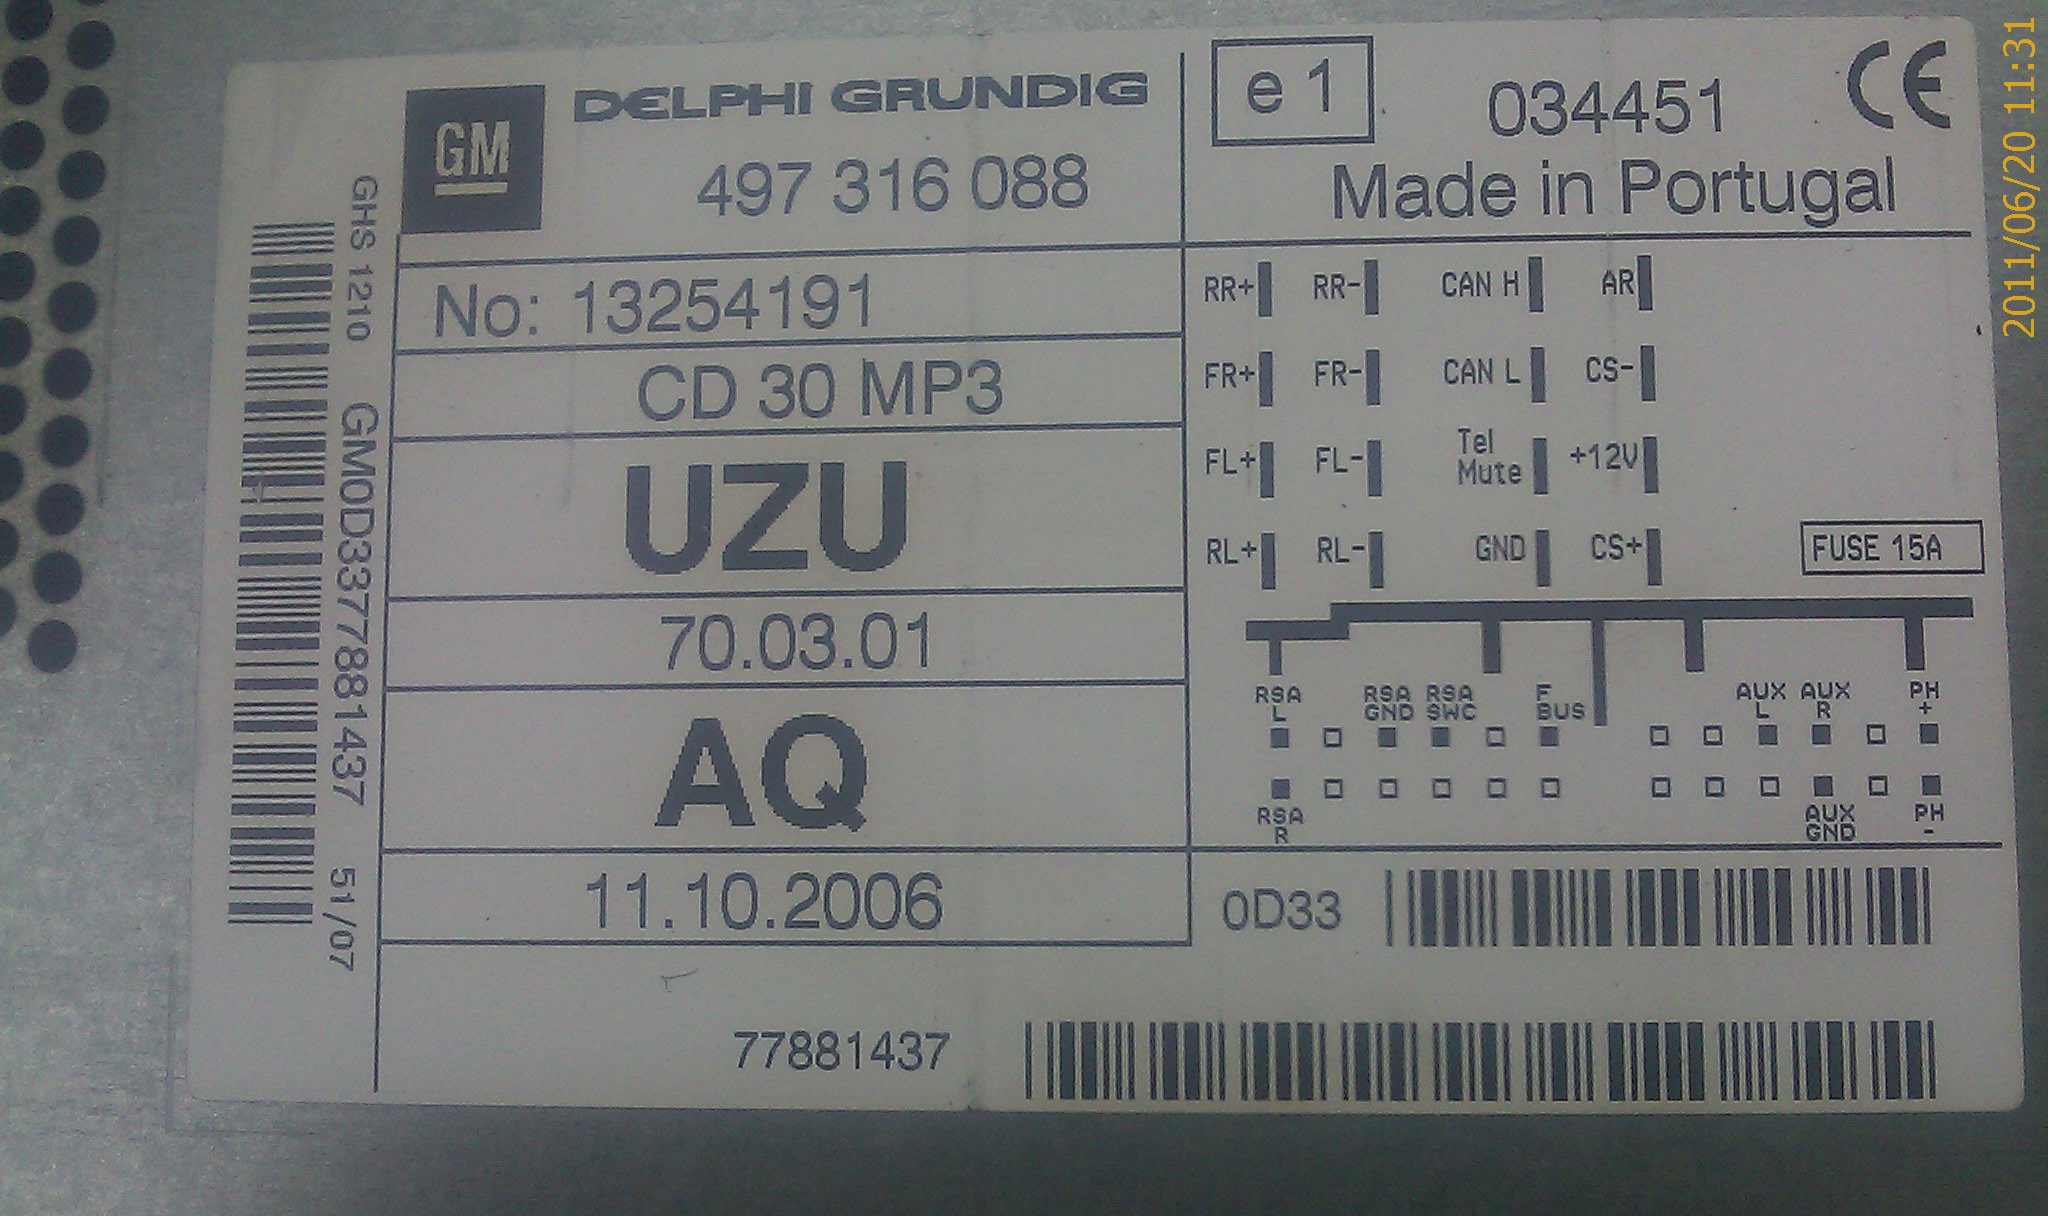 GM
DELPHI GRUNDIG
497 316 088
No: 13254191
CD 30 MP3
UZU
70.03.01
AQ
11.10.2006
77881437
GHS 1210 GM0D3377881437 51/07
e 1
034451
CE
Made in Portugal
RR+ RR- CAN H AR
FR+ FR- CAN L CS-
FL+ FL- Tel Mute +12V
RL+ RL- GND CS+
FUSE 15A
RSA L RSA GND RSA SWC F BUS AUX L AUX R PH +
RSA R AUX GND PH -
0D33
2011/06/20 11:31